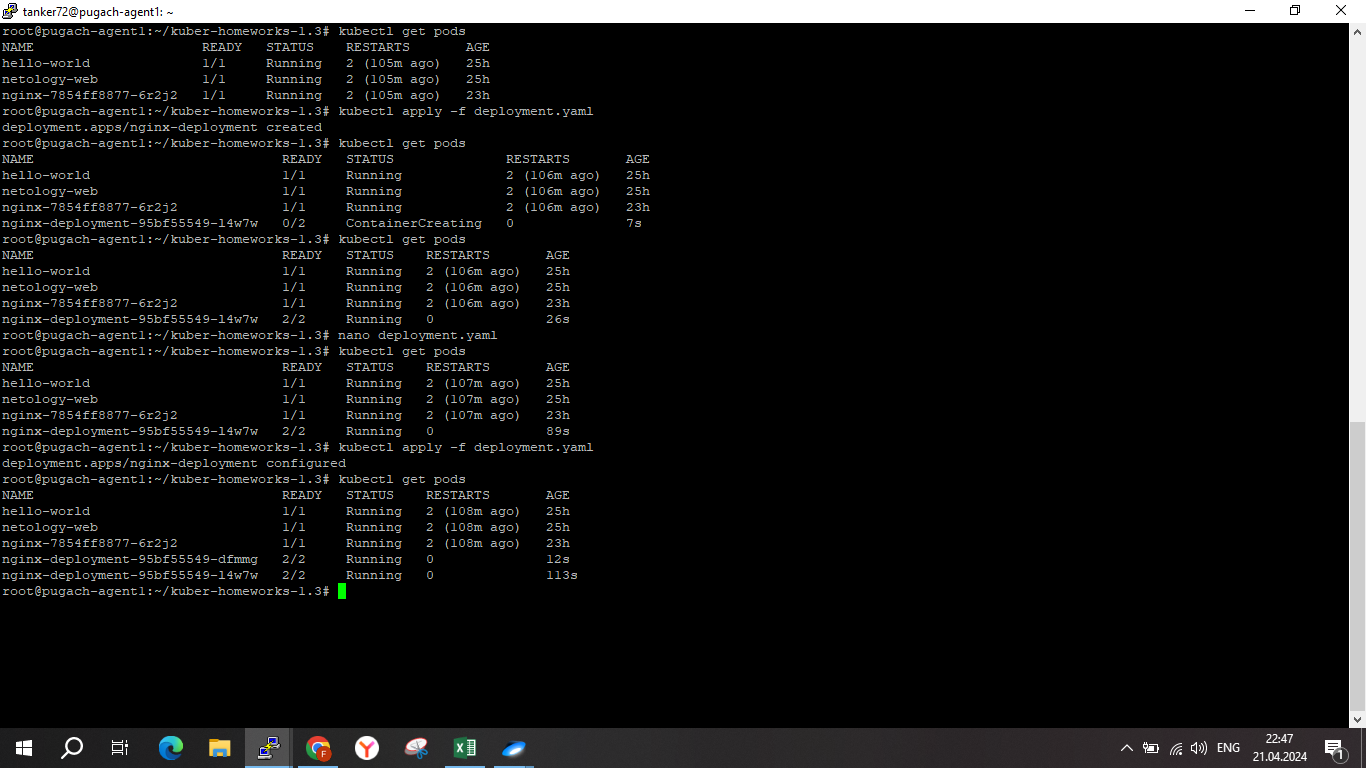 tanker72@pugach-agent1: ~
root@pugach-agent1:~/kuber-homeworks-1.3# kubectl get pods
NAME                     READY   STATUS    RESTARTS       AGE
hello-world              1/1     Running   2 (105m ago)   25h
netology-web             1/1     Running   2 (105m ago)   25h
nginx-7854ff8877-6r2j2   1/1     Running   2 (105m ago)   23h
root@pugach-agent1:~/kuber-homeworks-1.3# kubectl apply -f deployment.yaml
deployment.apps/nginx-deployment created
root@pugach-agent1:~/kuber-homeworks-1.3# kubectl get pods
NAME                               READY   STATUS              RESTARTS       AGE
hello-world                        1/1     Running             2 (106m ago)   25h
netology-web                       1/1     Running             2 (106m ago)   25h
nginx-7854ff8877-6r2j2             1/1     Running             2 (106m ago)   23h
nginx-deployment-95bf55549-l4w7w   0/2     ContainerCreating   0              7s
root@pugach-agent1:~/kuber-homeworks-1.3# kubectl get pods
NAME                               READY   STATUS    RESTARTS       AGE
hello-world                        1/1     Running   2 (106m ago)   25h
netology-web                       1/1     Running   2 (106m ago)   25h
nginx-7854ff8877-6r2j2             1/1     Running   2 (106m ago)   23h
nginx-deployment-95bf55549-l4w7w   2/2     Running   0              26s
root@pugach-agent1:~/kuber-homeworks-1.3# nano deployment.yaml
root@pugach-agent1:~/kuber-homeworks-1.3# kubectl get pods
NAME                               READY   STATUS    RESTARTS       AGE
hello-world                        1/1     Running   2 (107m ago)   25h
netology-web                       1/1     Running   2 (107m ago)   25h
nginx-7854ff8877-6r2j2             1/1     Running   2 (107m ago)   23h
nginx-deployment-95bf55549-l4w7w   2/2     Running   0              89s
root@pugach-agent1:~/kuber-homeworks-1.3# kubectl apply -f deployment.yaml
deployment.apps/nginx-deployment configured
root@pugach-agent1:~/kuber-homeworks-1.3# kubectl get pods
NAME                               READY   STATUS    RESTARTS       AGE
hello-world                        1/1     Running   2 (108m ago)   25h
netology-web                       1/1     Running   2 (108m ago)   25h
nginx-7854ff8877-6r2j2             1/1     Running   2 (108m ago)   23h
nginx-deployment-95bf55549-dfmmg   2/2     Running   0              12s
nginx-deployment-95bf55549-l4w7w   2/2     Running   0              113s
root@pugach-agent1:~/kuber-homeworks-1.3#
ENG
22:47
21.04.2024
1